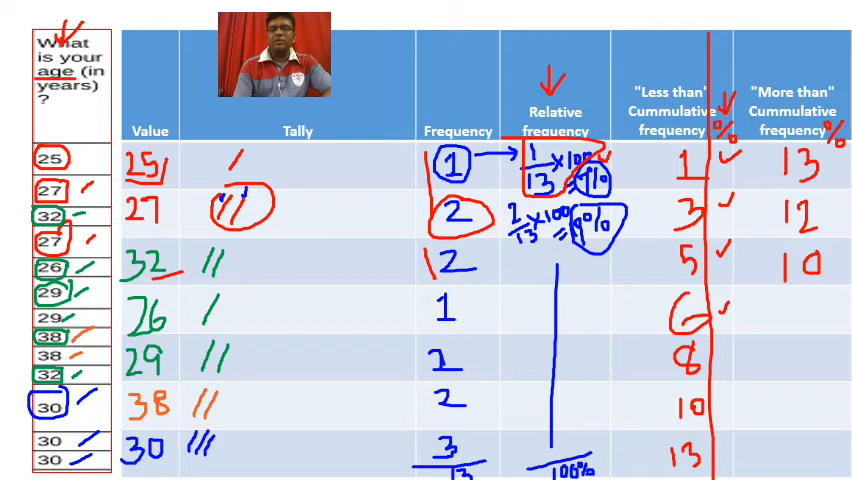 What is your age (in years) ?
Value Tally Frequency Relative frequency "Less than" Cummulative frequency % "More than" Cummulative frequency %
25 25 / 1 1/13 × 100 = % 1 13
27 27 // 2 2/13 × 100 = % 3 12
32 32 // 2 5 10
27
26 26 / 1 6
29
29 29 // 2 8
38
38 38 // 2 10
32
30 30 /// 3 13
30
30
13 100%